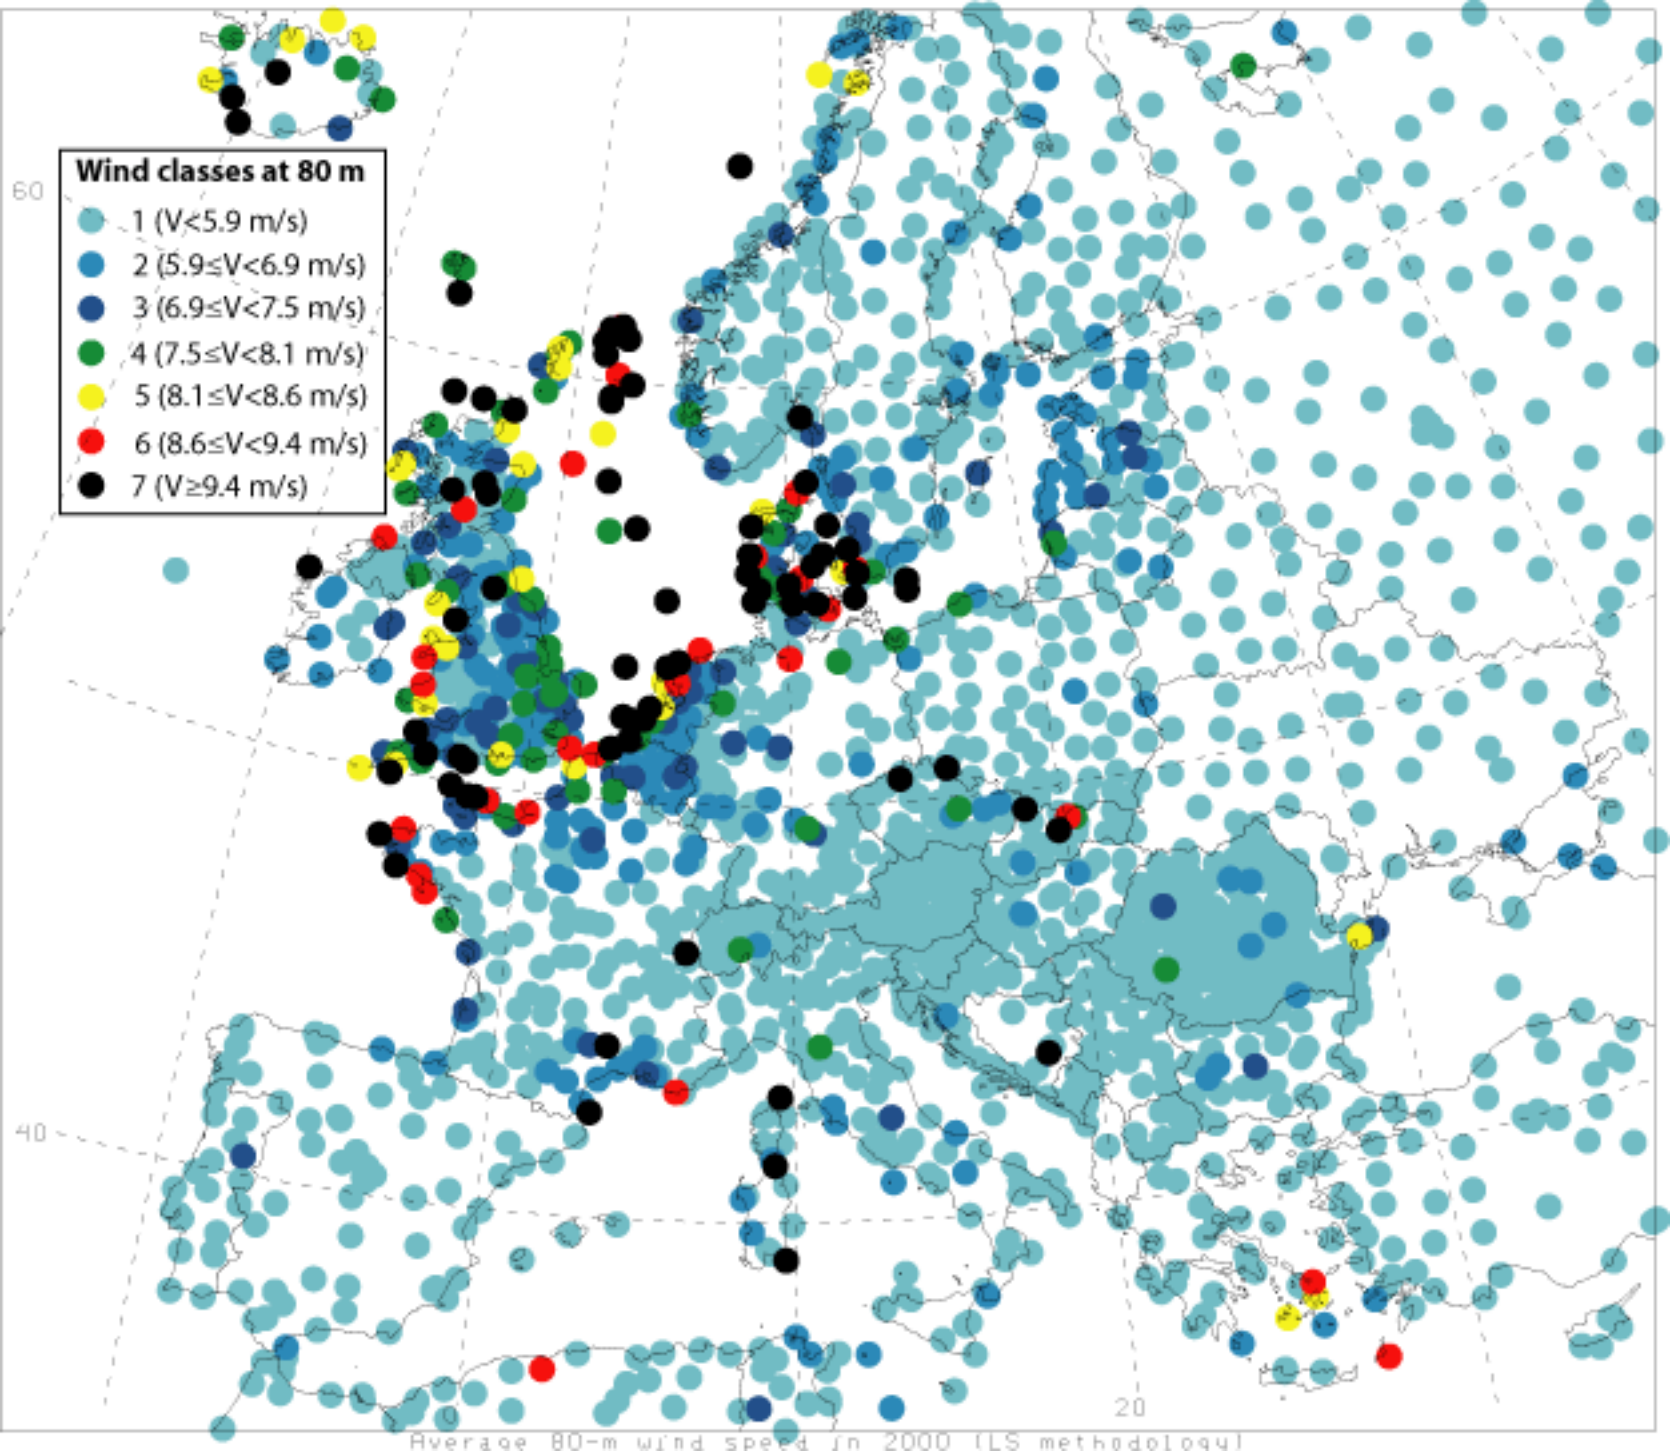 Wind classes at 80 m
1 (V<5.9 m/s)
2 (5.9≤V<6.9 m/s)
3 (6.9≤V<7.5 m/s)
4 (7.5≤V<8.1 m/s)
5 (8.1≤V<8.6 m/s)
6 (8.6≤V<9.4 m/s)
7 (V≥9.4 m/s)
60
40
0
20
Average 80-m wind speed in 2000 (LS methodology)